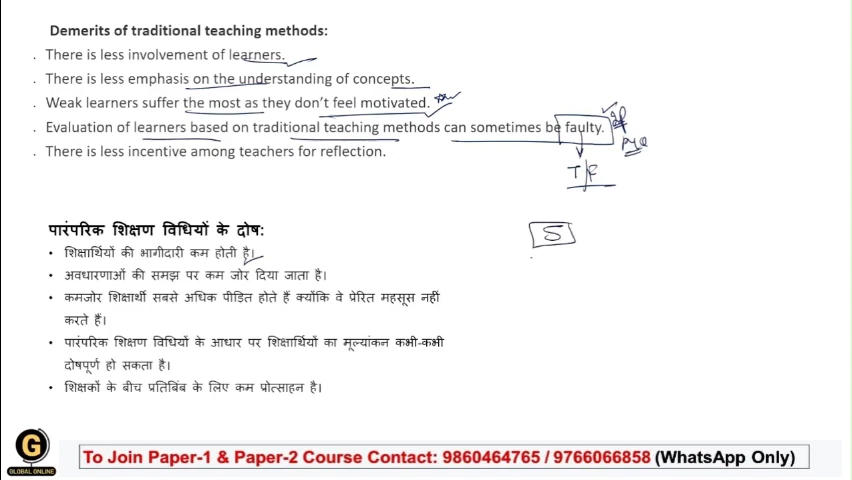 Demerits of traditional teaching methods:
. There is less involvement of learners.
. There is less emphasis on the understanding of concepts.
. Weak learners suffer the most as they don't feel motivated.
. Evaluation of learners based on traditional teaching methods can sometimes be faulty.
PYQ
. There is less incentive among teachers for reflection.
T/F
पारंपरिक शिक्षण विधियों के दोष:
• शिक्षार्थियों की भागीदारी कम होती है।
5
• अवधारणाओं की समझ पर कम जोर दिया जाता है।
• कमजोर शिक्षार्थी सबसे अधिक पीडित होते हैं क्योंकि वे प्रेरित महसूस नहीं
करते हैं।
• पारंपरिक शिक्षण विधियों के आधार पर शिक्षार्थियों का मूल्यांकन कभी-कभी
दोषपूर्ण हो सकता है।
• शिक्षकों के बीच प्रतिबिंब के लिए कम प्रोत्साहन है।
G
GLOBAL ONLINE
To Join Paper-1 & Paper-2 Course Contact: 9860464765 / 9766066858 (WhatsApp Only)